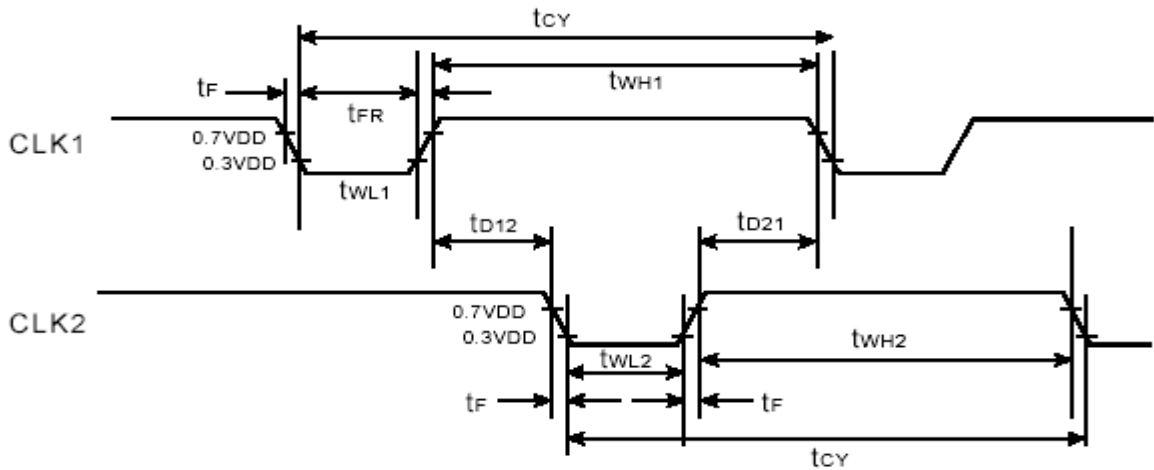 tCY
tWH1
tF
tFR
CLK1
0.7VDD
0.3VDD
tWL1
tD12
tD21
CLK2
0.7VDD
0.3VDD
tWL2
tWH2
tF
tF
tCY